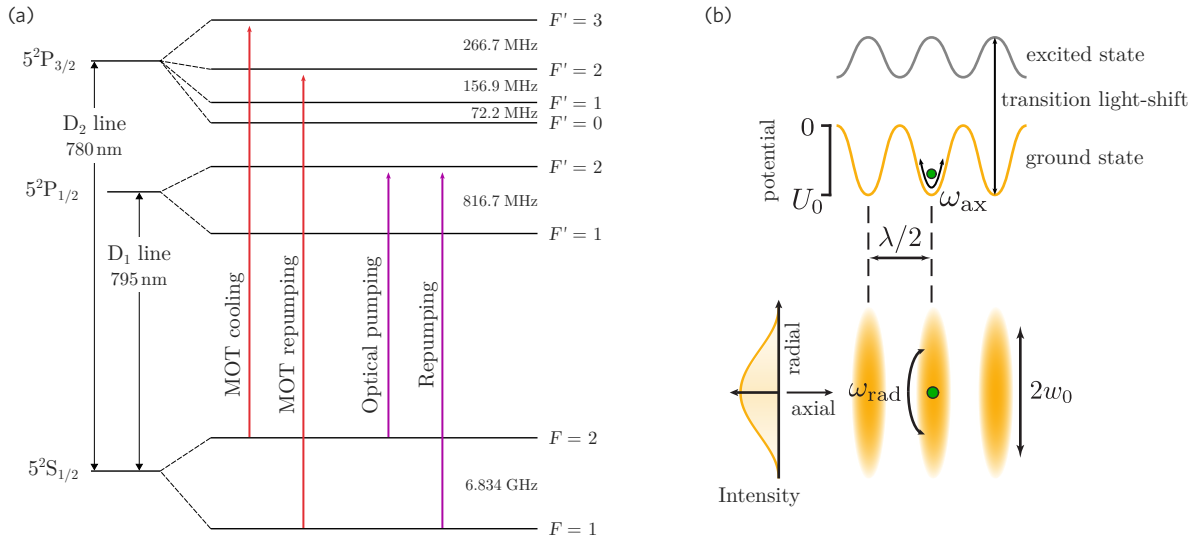 (a)
F′ = 3
266.7 MHz
5²P₃/₂
F′ = 2
156.9 MHz
F′ = 1
72.2 MHz
F′ = 0
D₂ line
780 nm
F′ = 2
5²P₁/₂
816.7 MHz
F′ = 1
D₁ line
795 nm
MOT cooling
MOT repumping
Optical pumping
Repumping
F = 2
5²S₁/₂
6.834 GHz
F = 1
(b)
excited state
transition light-shift
0
ground state
potential
U₀
ω_ax
λ/2
radial
axial
ω_rad
2w₀
Intensity